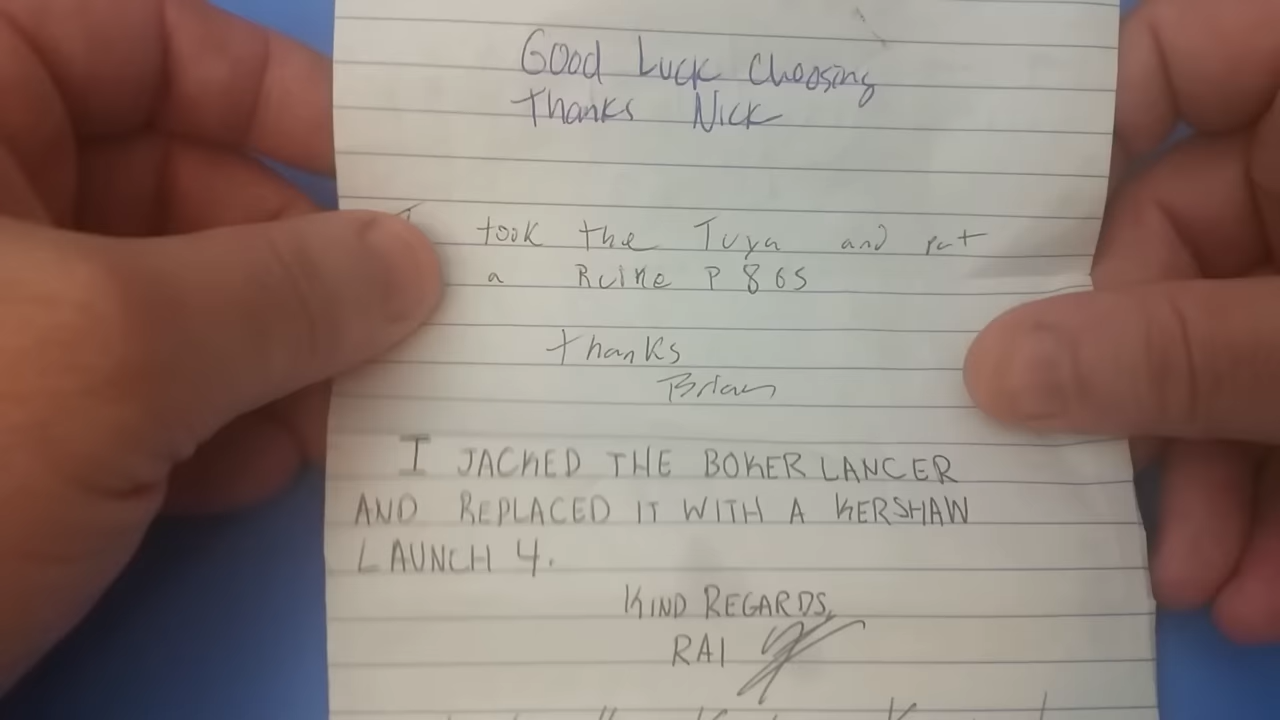 Good Luck Choosing
Thanks Nick
took the Tuya and put
a Ruike P 865
thanks
Brian
I JACKED THE BOKER LANCER
AND REPLACED IT WITH A KERSHAW
LAUNCH 4.
KIND REGARDS,
RAI